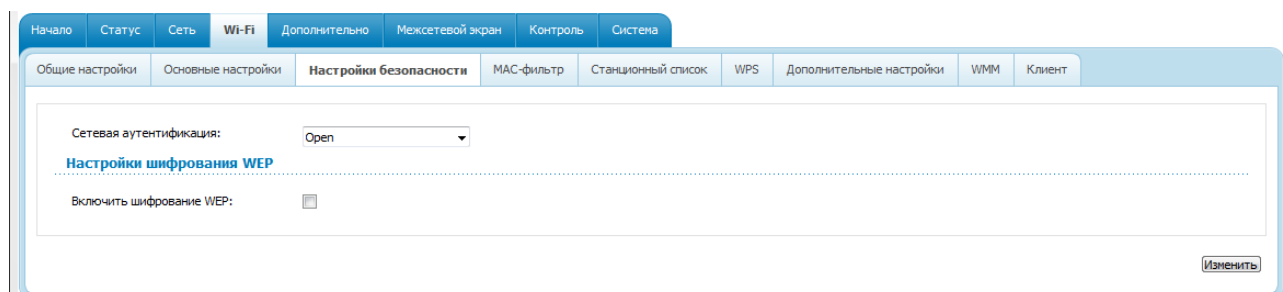 Начало Статус Сеть Wi-Fi Дополнительно Межсетевой экран Контроль Система
Общие настройки Основные настройки Настройки безопасности MAC-фильтр Станционный список WPS Дополнительные настройки WMM Клиент
Сетевая аутентификация: Open
Настройки шифрования WEP
Включить шифрование WEP:
Изменить